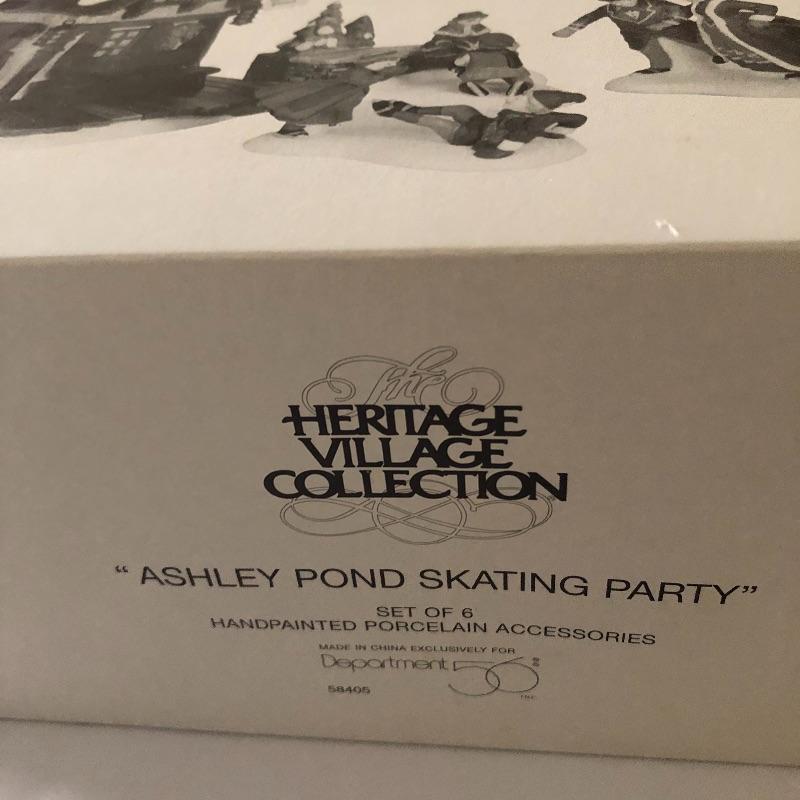 The
HERITAGE
VILLAGE
COLLECTION
“ASHLEY POND SKATING PARTY”
SET OF 6
HANDPAINTED PORCELAIN ACCESSORIES
MADE IN CHINA EXCLUSIVELY FOR
Department 56®
INC.
58405